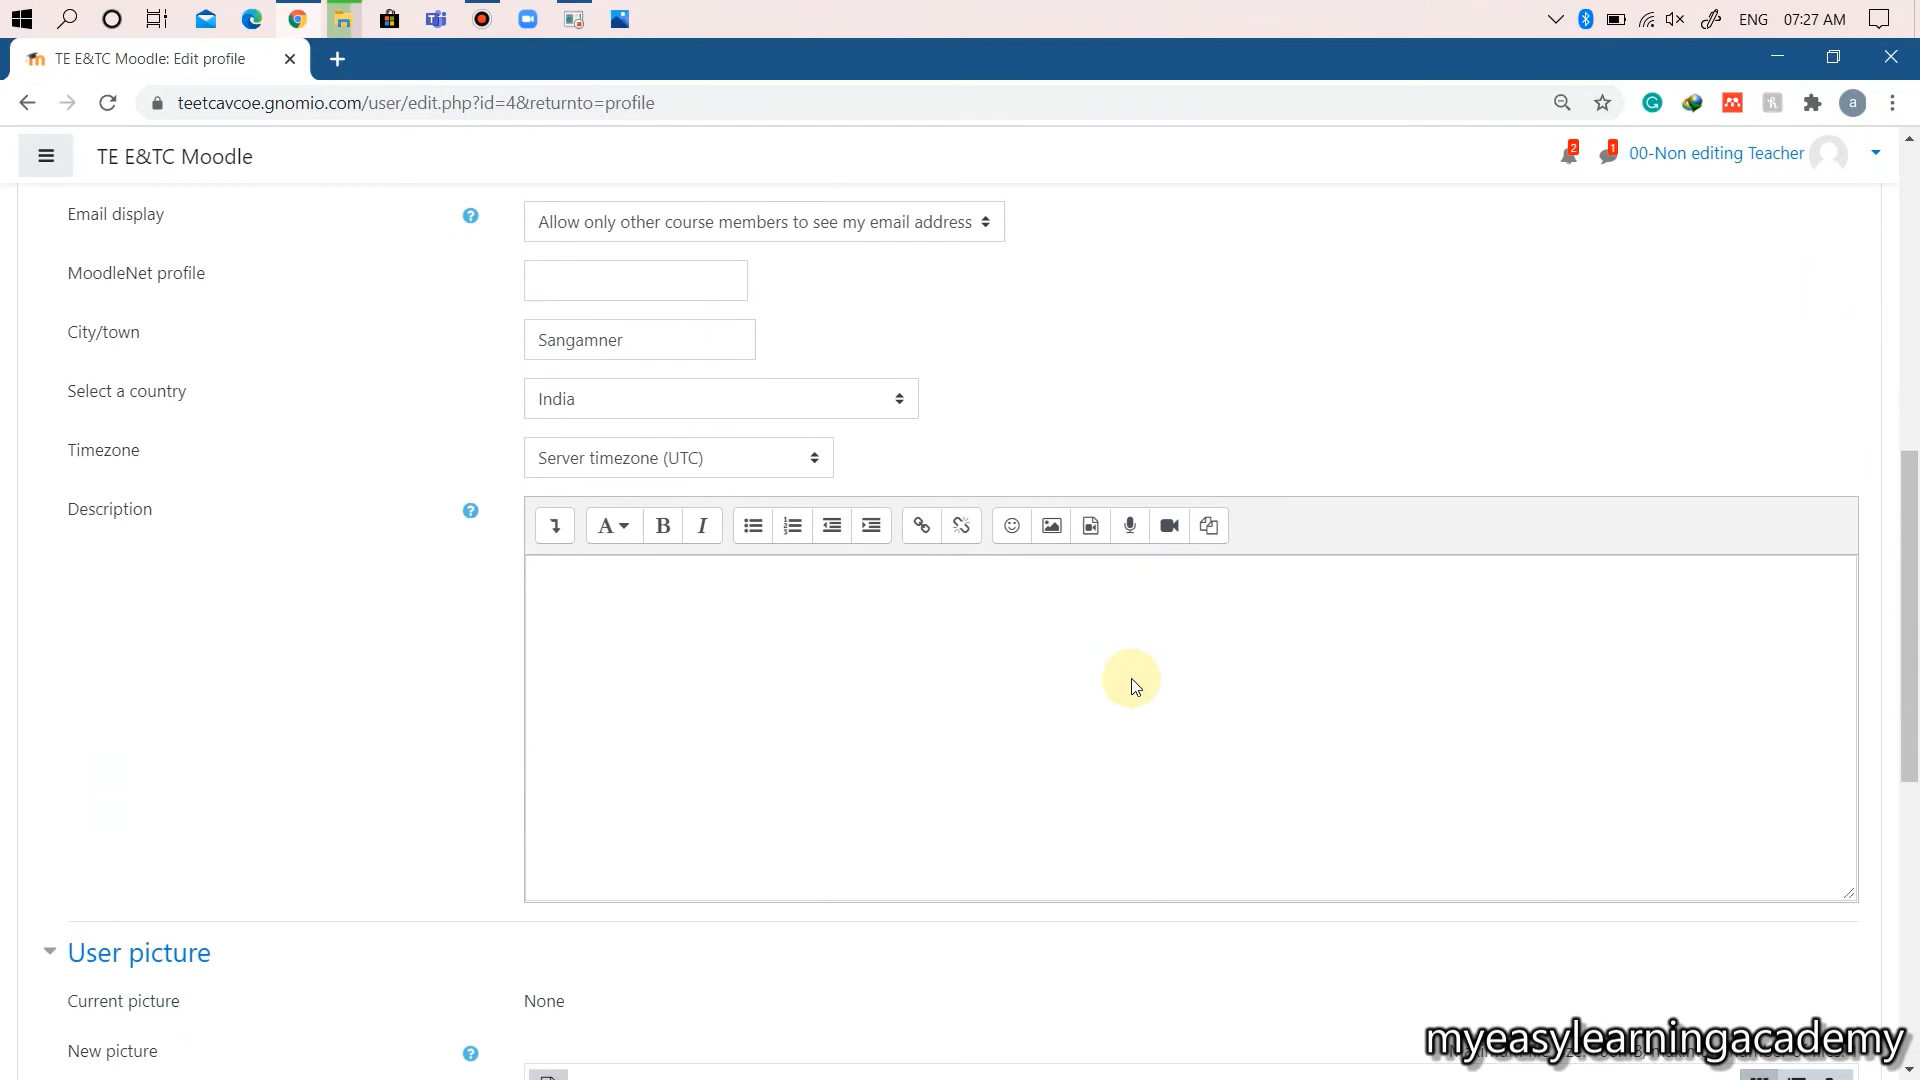 ENG 07:27 AM
TE E&TC Moodle: Edit profile
teetcavcoe.gnomio.com/user/edit.php?id=4&returnto=profile
a
TE E&TC Moodle
2
1
00-Non editing Teacher
Email display
Allow only other course members to see my email address
MoodleNet profile
City/town
Sangamner
Select a country
India
Timezone
Server timezone (UTC)
Description
A B I
User picture
Current picture
None
New picture
myeasylearningacademy